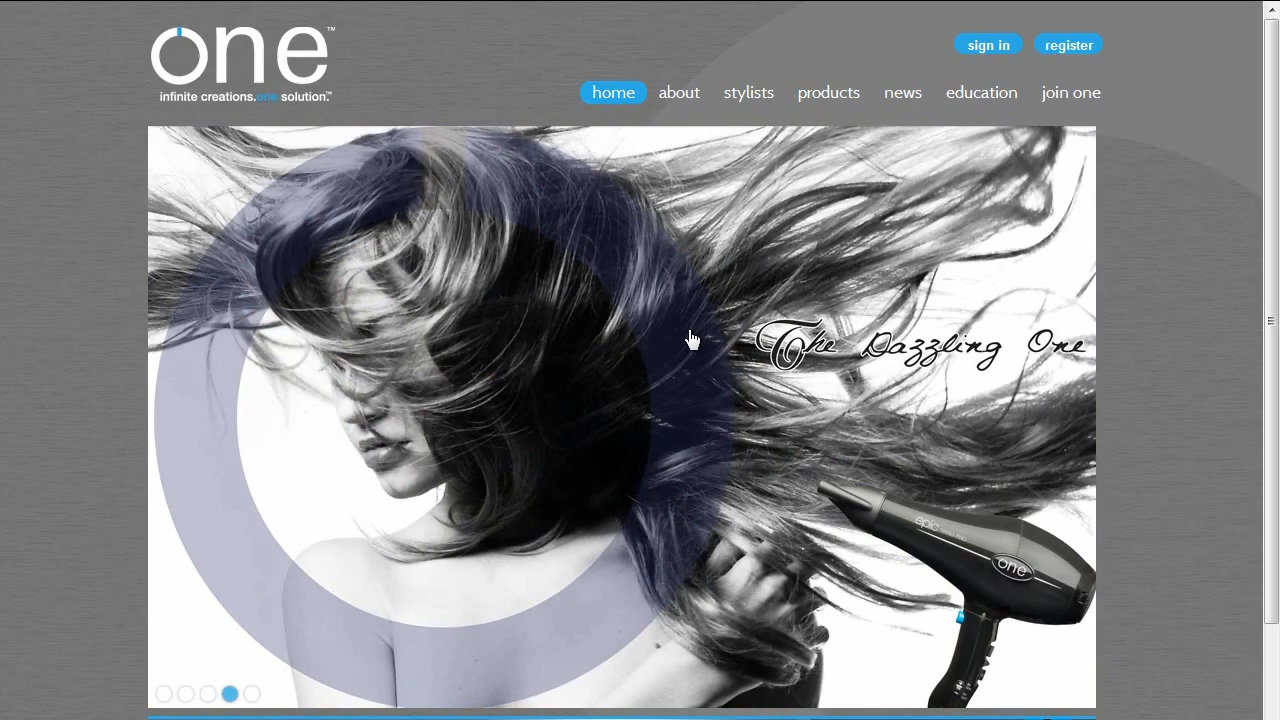 one™
infinite creations.one solution.™
sign in
register
home
about
stylists
products
news
education
join one
The Dazzling One
epic
one